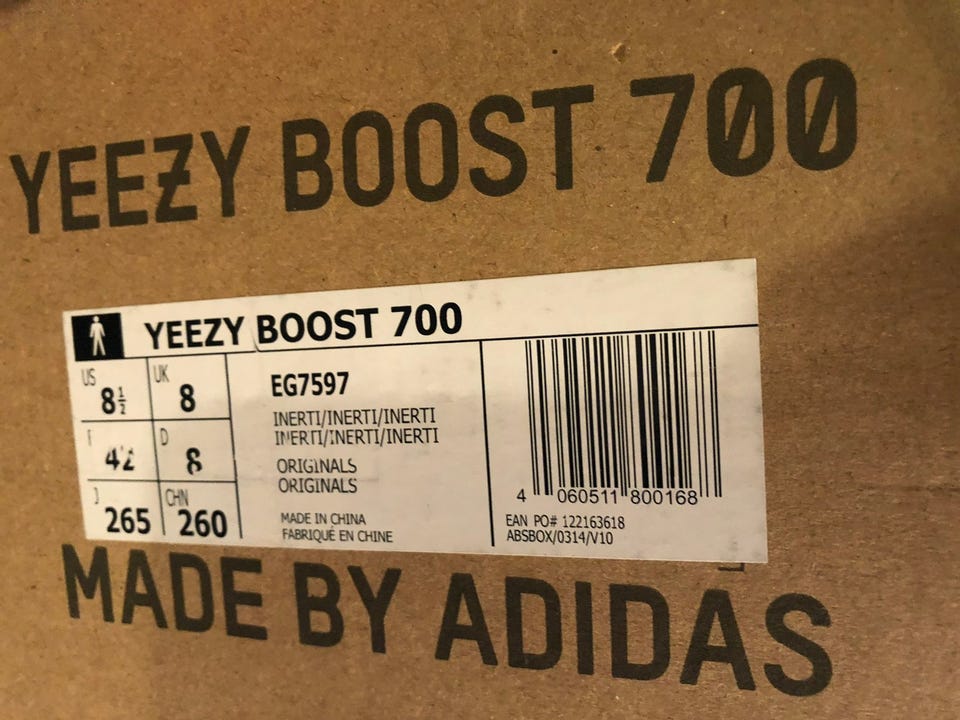 YEEZY BOOST 700
YEEZY BOOST 700
US 8½ UK 8
F 42 D 8
J 265 CHN 260
EG7597
INERTI/INERTI/INERTI
INERTI/INERTI/INERTI
ORIGINALS
ORIGINALS
MADE IN CHINA
FABRIQUÉ EN CHINE
4 060511 800168
EAN PO# 122163618
ABSBOX/0314/V10
MADE BY ADIDAS